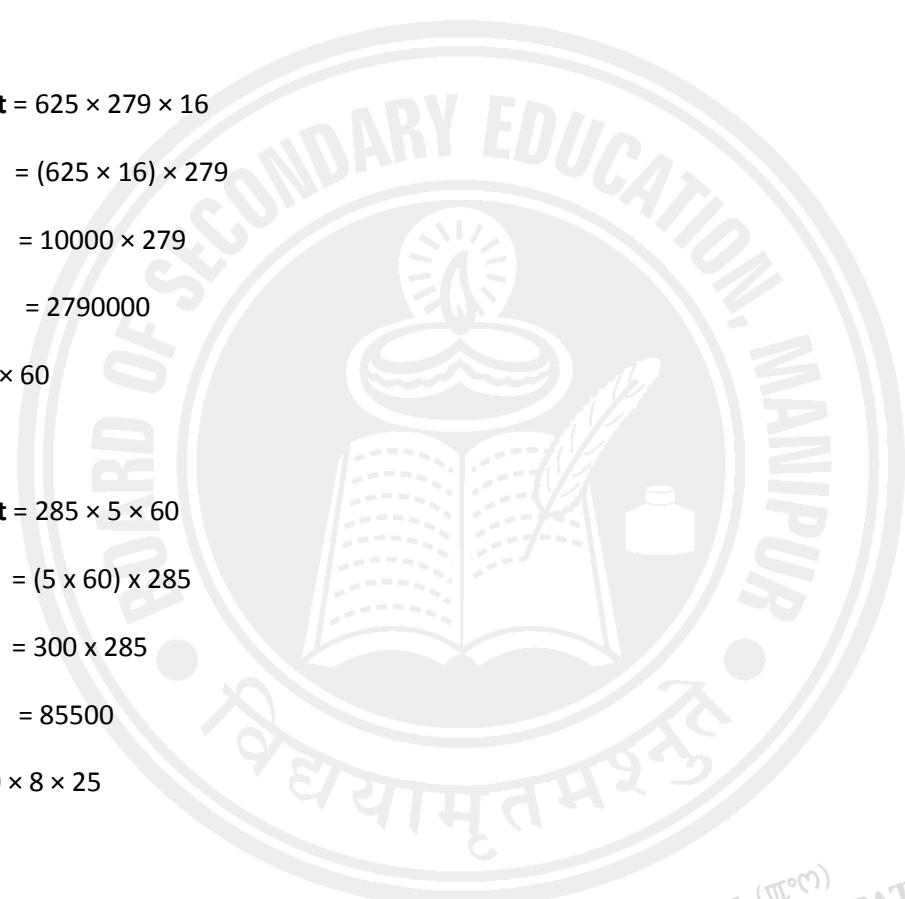 t = 625 × 279 × 16
= (625 × 16) × 279
= 10000 × 279
= 2790000
× 60
t = 285 × 5 × 60
= (5 x 60) x 285
= 300 x 285
= 85500
× 8 × 25
BOARD OF SECONDARY EDUCATION, MANIPUR
विद्ययामृतमश्नुते